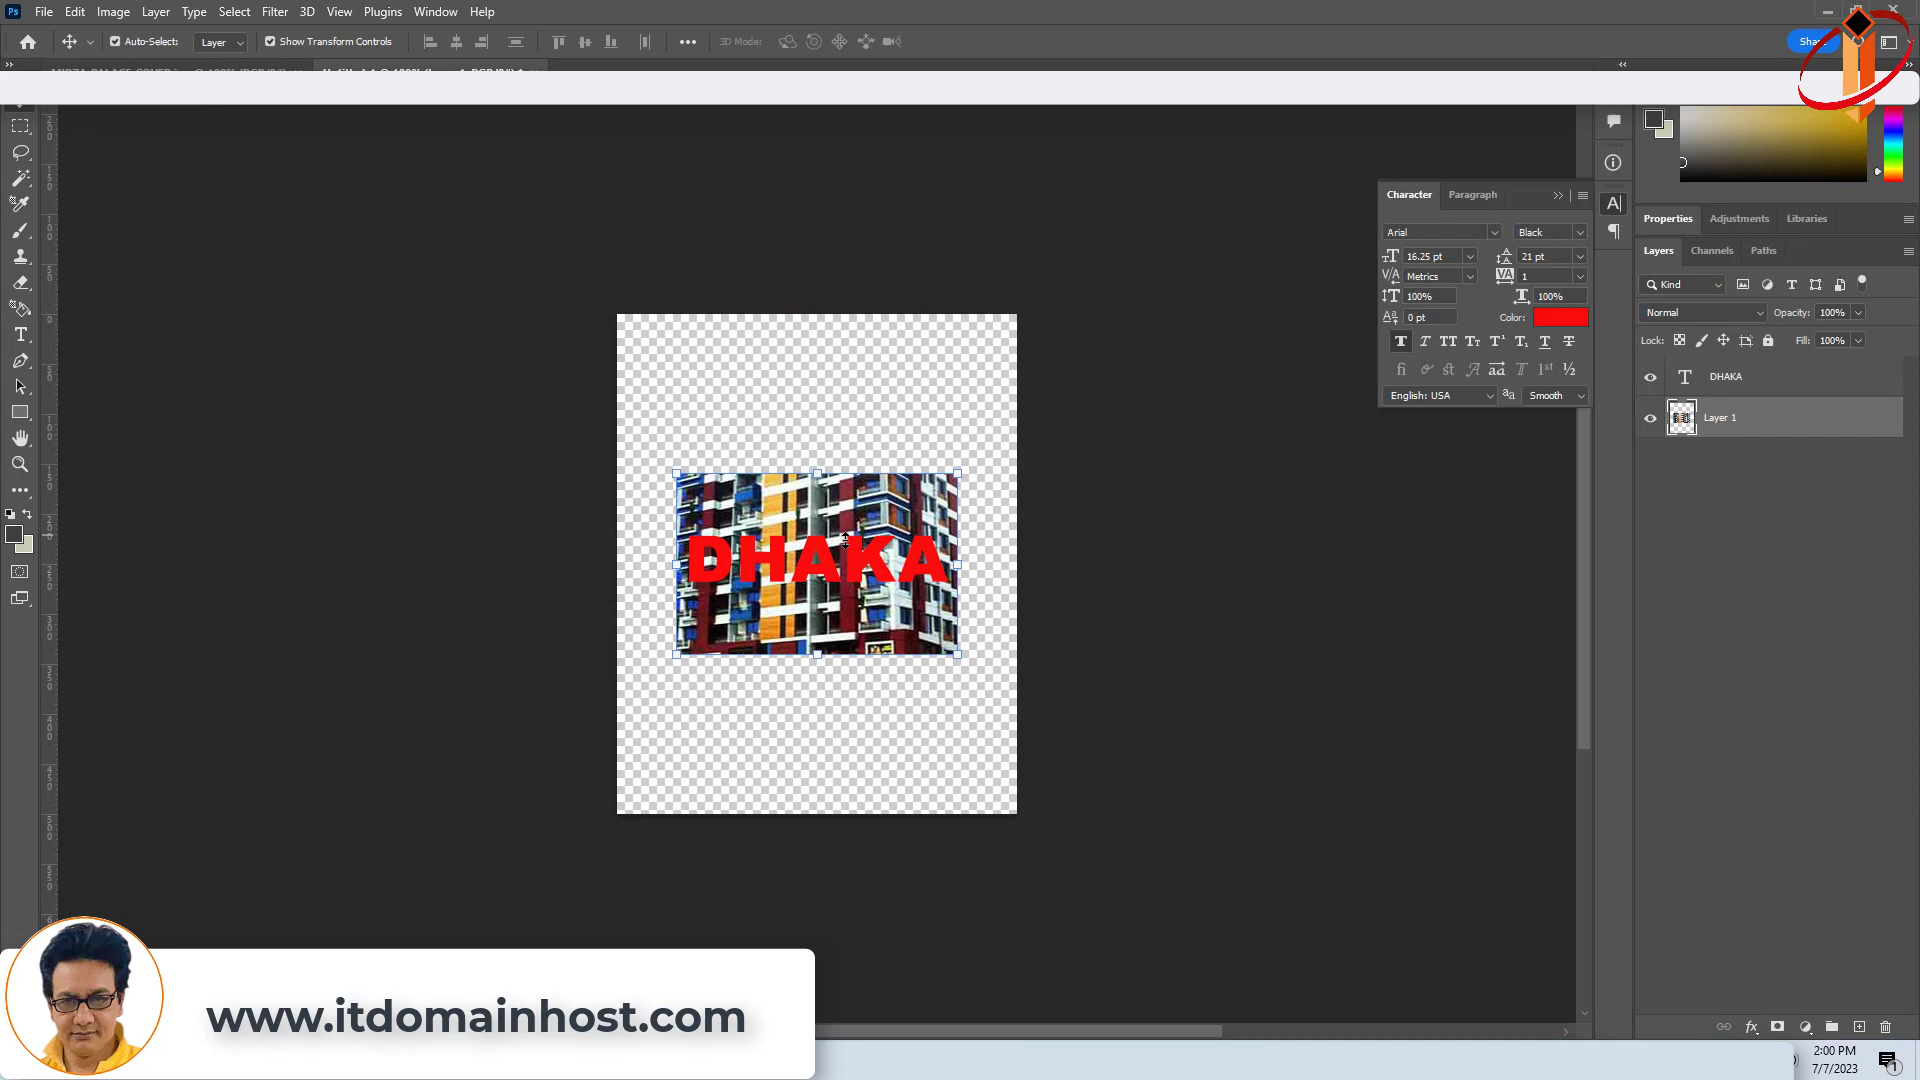 Ps File Edit Image Layer Type Select Filter 3D View Plugins Window Help
Auto-Select: Layer Show Transform Controls 3D Mode: Share
Character Paragraph
Arial Black
16.25 pt 21 pt
Metrics 1
100% 100%
0 pt Color:
English: USA Smooth
Properties Adjustments Libraries
Layers Channels Paths
Kind
Normal Opacity: 100%
Lock: Fill: 100%
DHAKA
Layer 1
DHAKA
www.itdomainhost.com
2:00 PM
7/7/2023
1